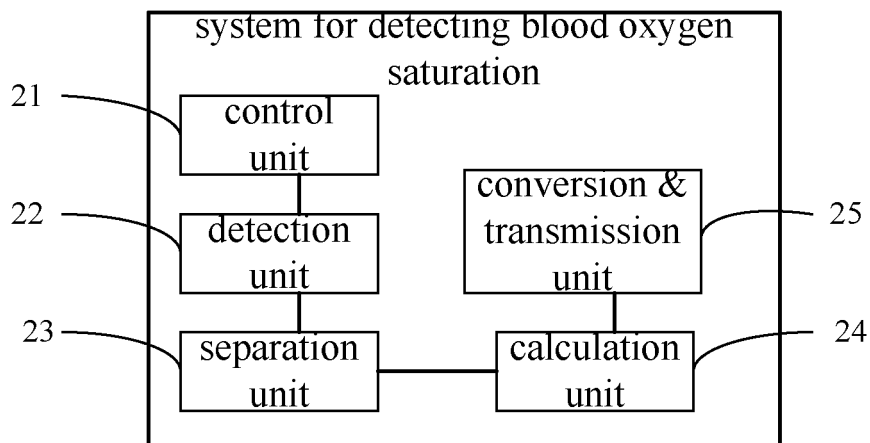 system for detecting blood oxygen
saturation
21
control
unit
22
detection
unit
23
separation
unit
conversion &
transmission
unit
25
calculation
unit
24